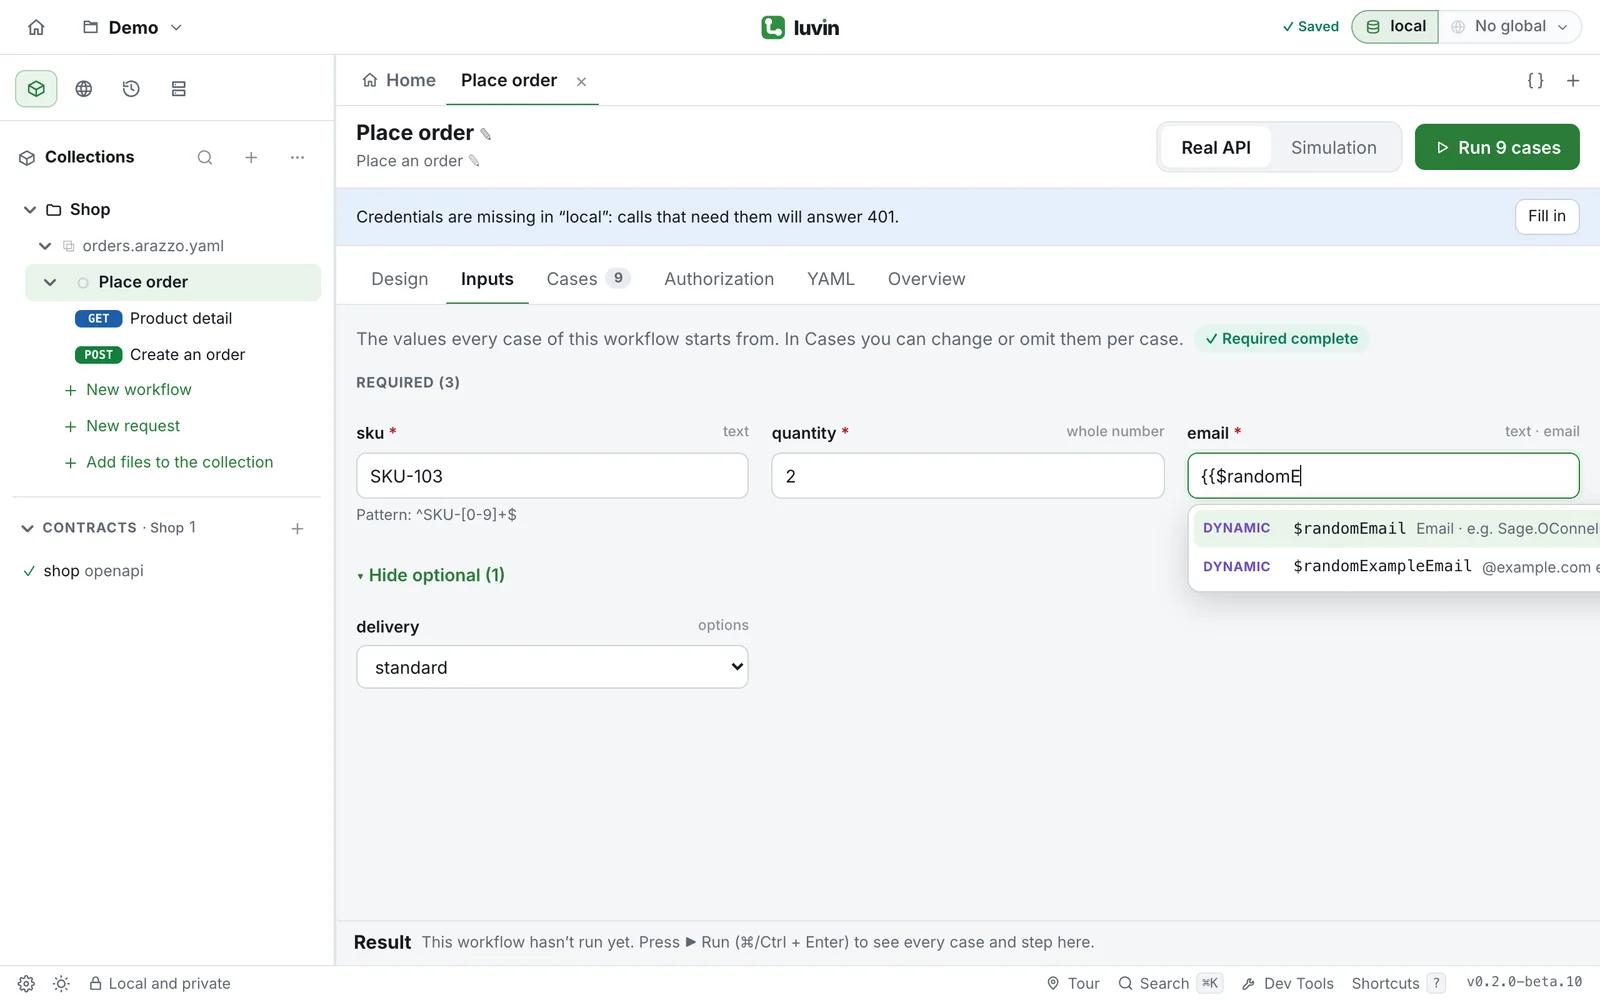 Demo
luvin
✓ Saved
local
No global
Home
Place order
Collections
Shop
orders.arazzo.yaml
Place order
GET Product detail
POST Create an order
+ New workflow
+ New request
+ Add files to the collection
CONTRACTS · Shop 1
✓ shop openapi
Place order
Place an order
Real API
Simulation
Run 9 cases
Credentials are missing in “local”: calls that need them will answer 401.
Fill in
Design
Inputs
Cases 9
Authorization
YAML
Overview
The values every case of this workflow starts from. In Cases you can change or omit them per case.
✓ Required complete
REQUIRED (3)
sku * text
SKU-103
Pattern: ^SKU-[0-9]+$
quantity * whole number
2
email * text · email
{{$randomE
DYNAMIC $randomEmail Email · e.g. Sage.OConnel
DYNAMIC $randomExampleEmail @example.com e
▾ Hide optional (1)
delivery options
standard
Result This workflow hasn’t run yet. Press ▶ Run (⌘/Ctrl + Enter) to see every case and step here.
Local and private
Tour
Search ⌘K
Dev Tools
Shortcuts ?
v0.2.0-beta.10